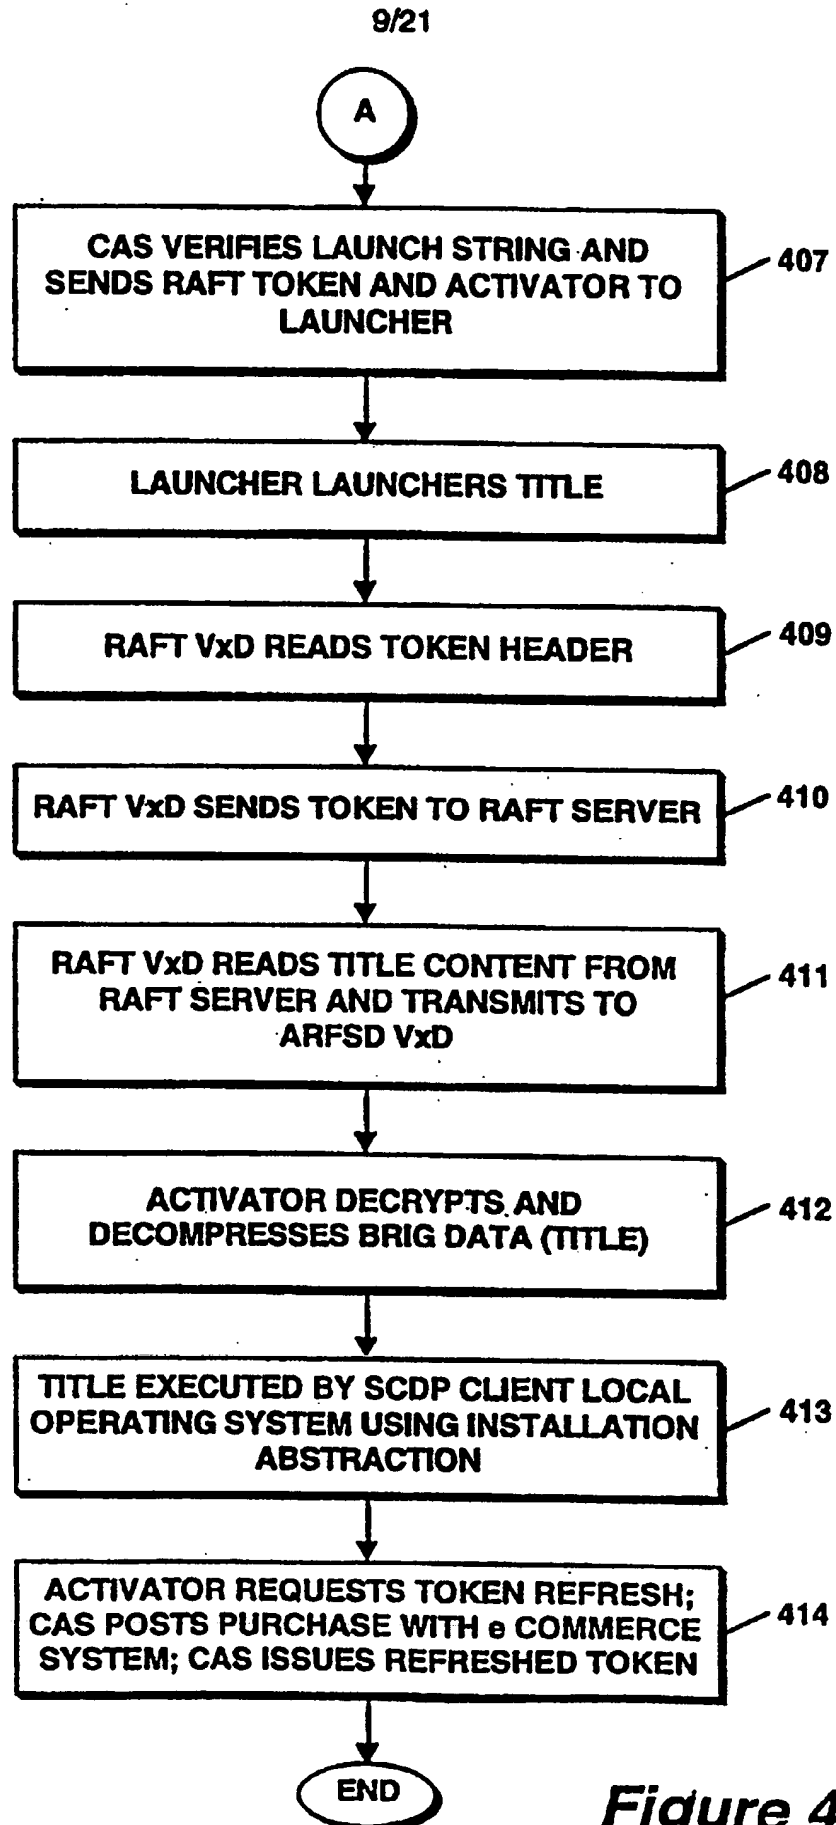 9/21
A
CAS VERIFIES LAUNCH STRING AND
SENDS RAFT TOKEN AND ACTIVATOR TO
LAUNCHER
407
LAUNCHER LAUNCHERS TITLE
408
RAFT VxD READS TOKEN HEADER
409
RAFT VxD SENDS TOKEN TO RAFT SERVER
410
RAFT VxD READS TITLE CONTENT FROM
RAFT SERVER AND TRANSMITS TO
ARFSD VxD
411
ACTIVATOR DECRYPTS AND
DECOMPRESSES BRIG DATA (TITLE)
412
TITLE EXECUTED BY SCDP CLIENT LOCAL
OPERATING SYSTEM USING INSTALLATION
ABSTRACTION
413
ACTIVATOR REQUESTS TOKEN REFRESH;
CAS POSTS PURCHASE WITH e COMMERCE
SYSTEM; CAS ISSUES REFRESHED TOKEN
414
END
Figure 4